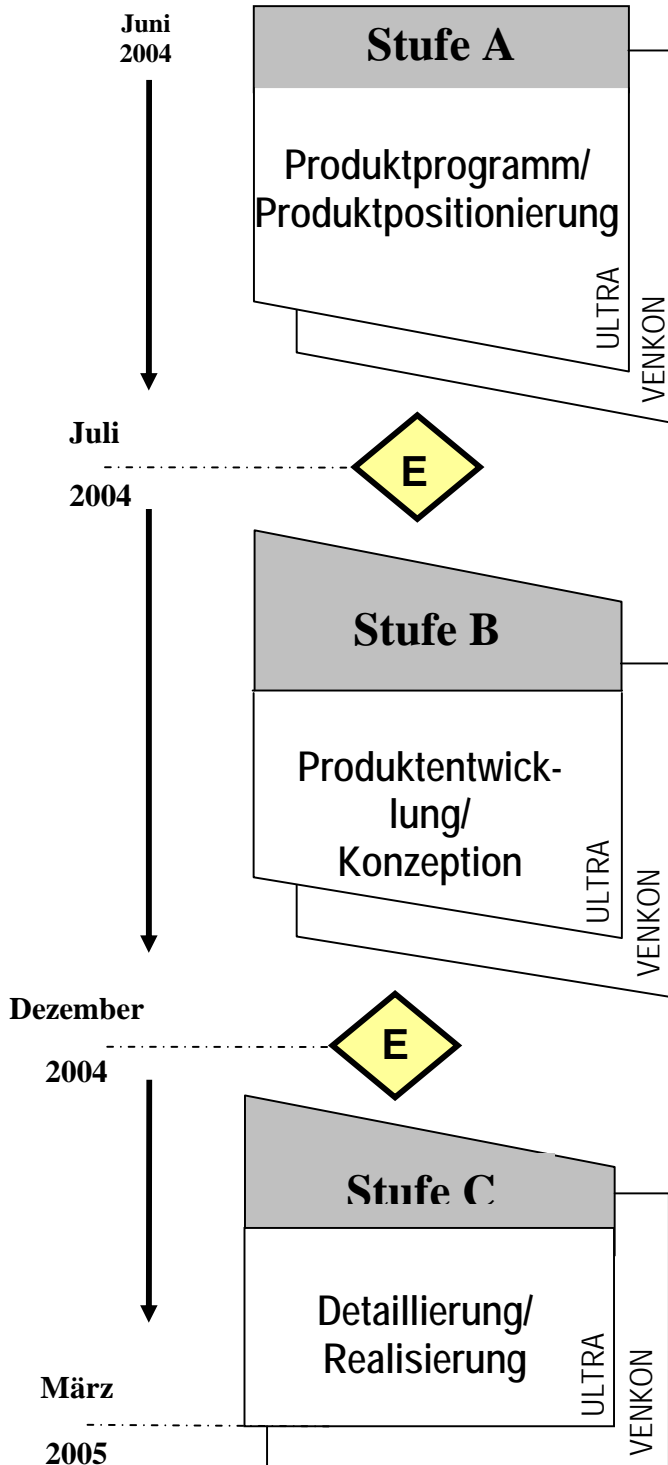 Juni
2004
Stufe A
Produktprogramm/
Produktpositionierung
ULTRA
VENKON
Juli
2004
E
Stufe B
Produktentwick-
lung/
Konzeption
ULTRA
VENKON
Dezember
2004
E
Stufe C
Detaillierung/
Realisierung
ULTRA
VENKON
März
2005